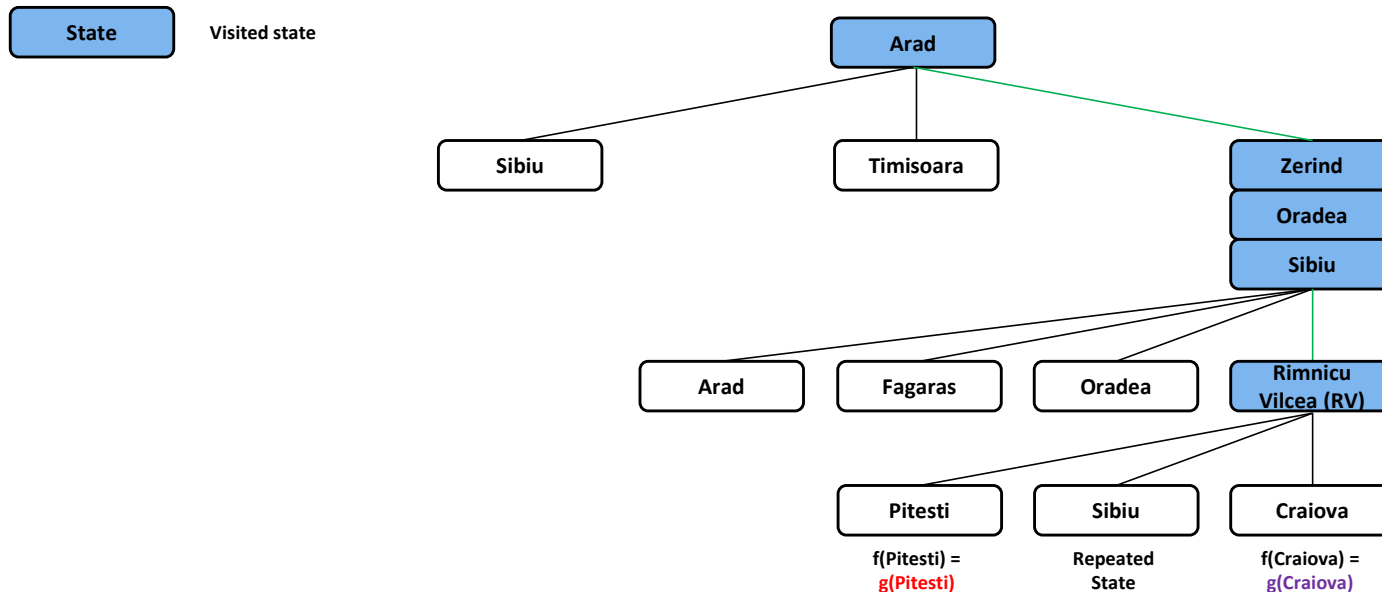 State
Visited state
Arad
Sibiu
Timisoara
Zerind
Oradea
Sibiu
Arad
Fagaras
Oradea
Rimnicu
Vilcea (RV)
Pitesti
Sibiu
Craiova
f(Pitesti) =
g(Pitesti)
Repeated
State
f(Craiova) =
g(Craiova)